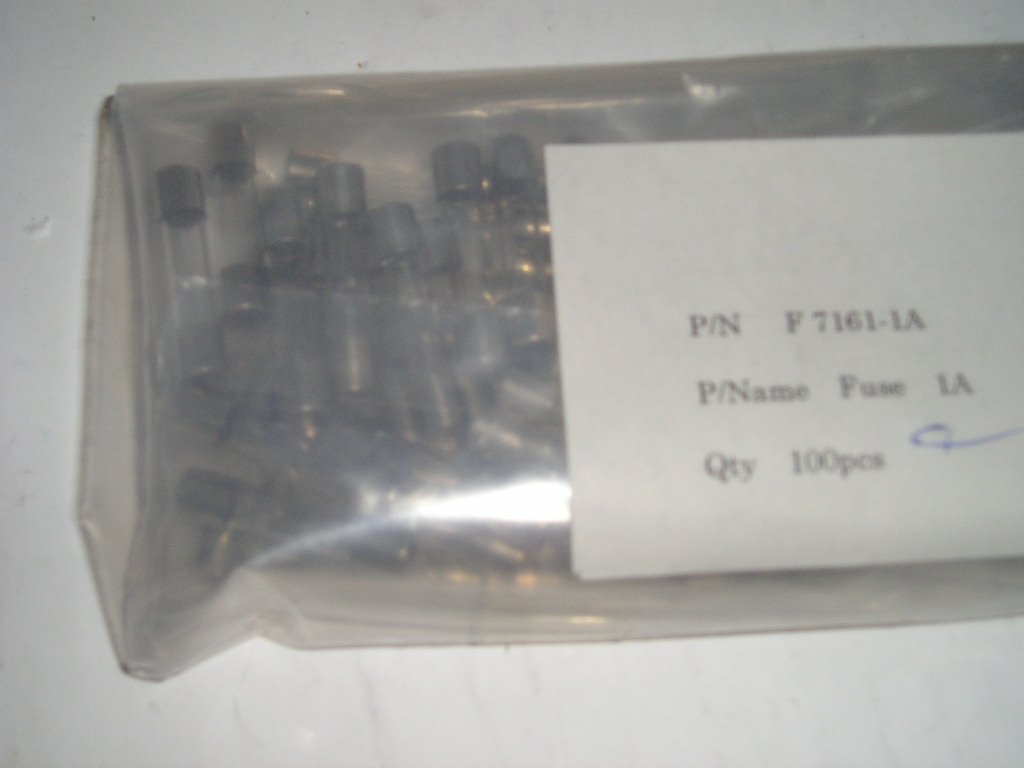 P/N F 7161-1A
P/Name Fuse 1A
Qty 100pcs